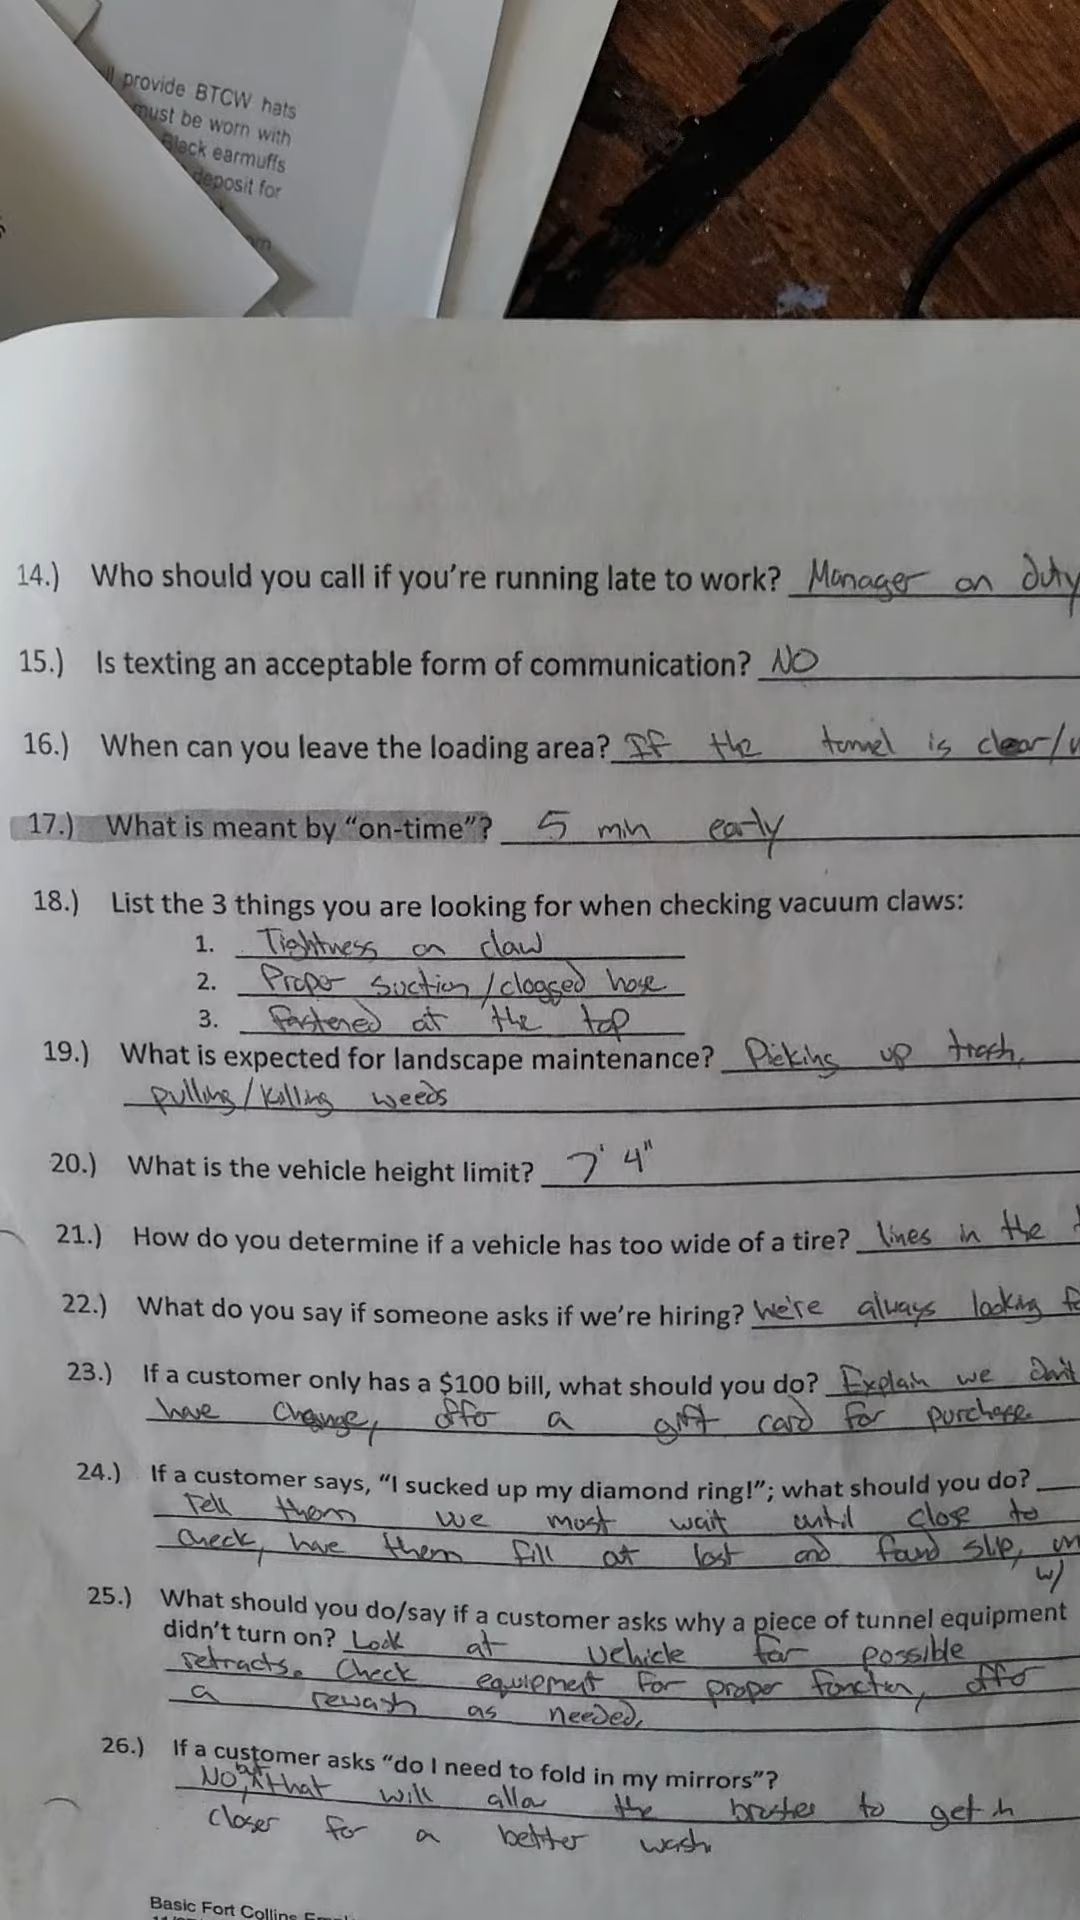 provide BTCW hats
must be worn with
Black earmuffs
deposit for
14.) Who should you call if you're running late to work? Manager on duty
15.) Is texting an acceptable form of communication? NO
16.) When can you leave the loading area? If the tunnel is clear/
17.) What is meant by "on-time"? 5 min early
18.) List the 3 things you are looking for when checking vacuum claws:
1. Tightness on claw
2. Proper suction/clogged hose
3. fastened at the top
19.) What is expected for landscape maintenance? Picking up trash,
pulling/killing weeds
20.) What is the vehicle height limit? 7' 4"
21.) How do you determine if a vehicle has too wide of a tire? lines in the
22.) What do you say if someone asks if we're hiring? We're always looking
23.) If a customer only has a $100 bill, what should you do? Explain we don't
have change, offer a gift card for purchase.
24.) If a customer says, "I sucked up my diamond ring!"; what should you do?
Tell them we must wait until close to
check, have them fill at lost and found slip,
w/
25.) What should you do/say if a customer asks why a piece of tunnel equipment
didn't turn on? Look at vehicle for possible
retracts. Check equipment for proper function, offer
a rewash as needed.
26.) If a customer asks "do I need to fold in my mirrors"?
No, but that will allow the brushes to get in
closer for a better wash.
Basic Fort Collins